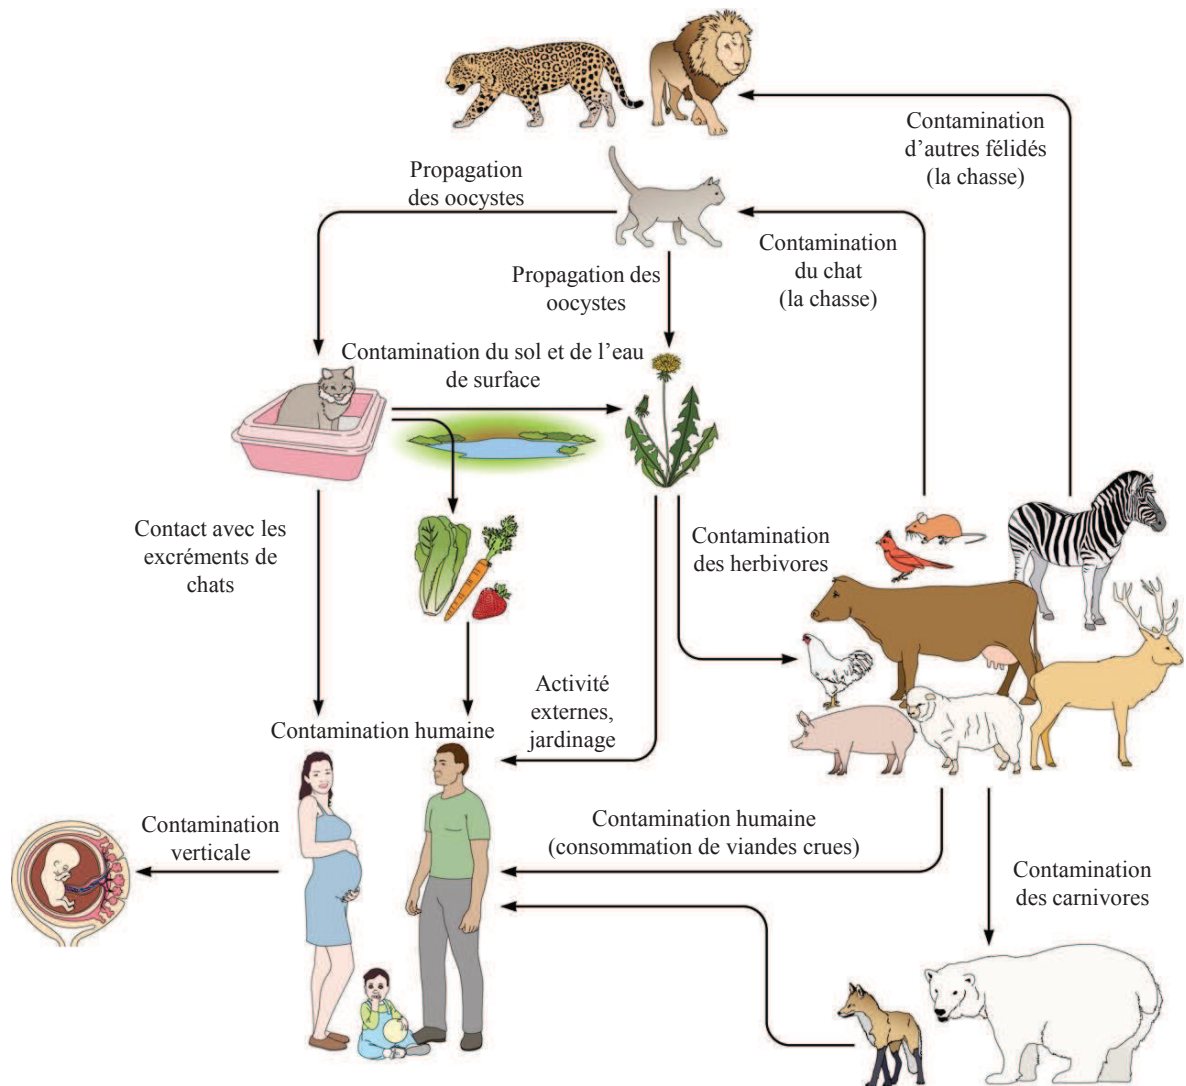 Contamination
d'autres félidés
(la chasse)
Propagation
des oocystes
Contamination
du chat
(la chasse)
Propagation des
oocystes
Contamination du sol et de l'eau
de surface
Contact avec les
excréments de
chats
Contamination
des herbivores
Activité
externes,
jardinage
Contamination humaine
Contamination humaine
(consommation de viandes crues)
Contamination
verticale
Contamination
des carnivores